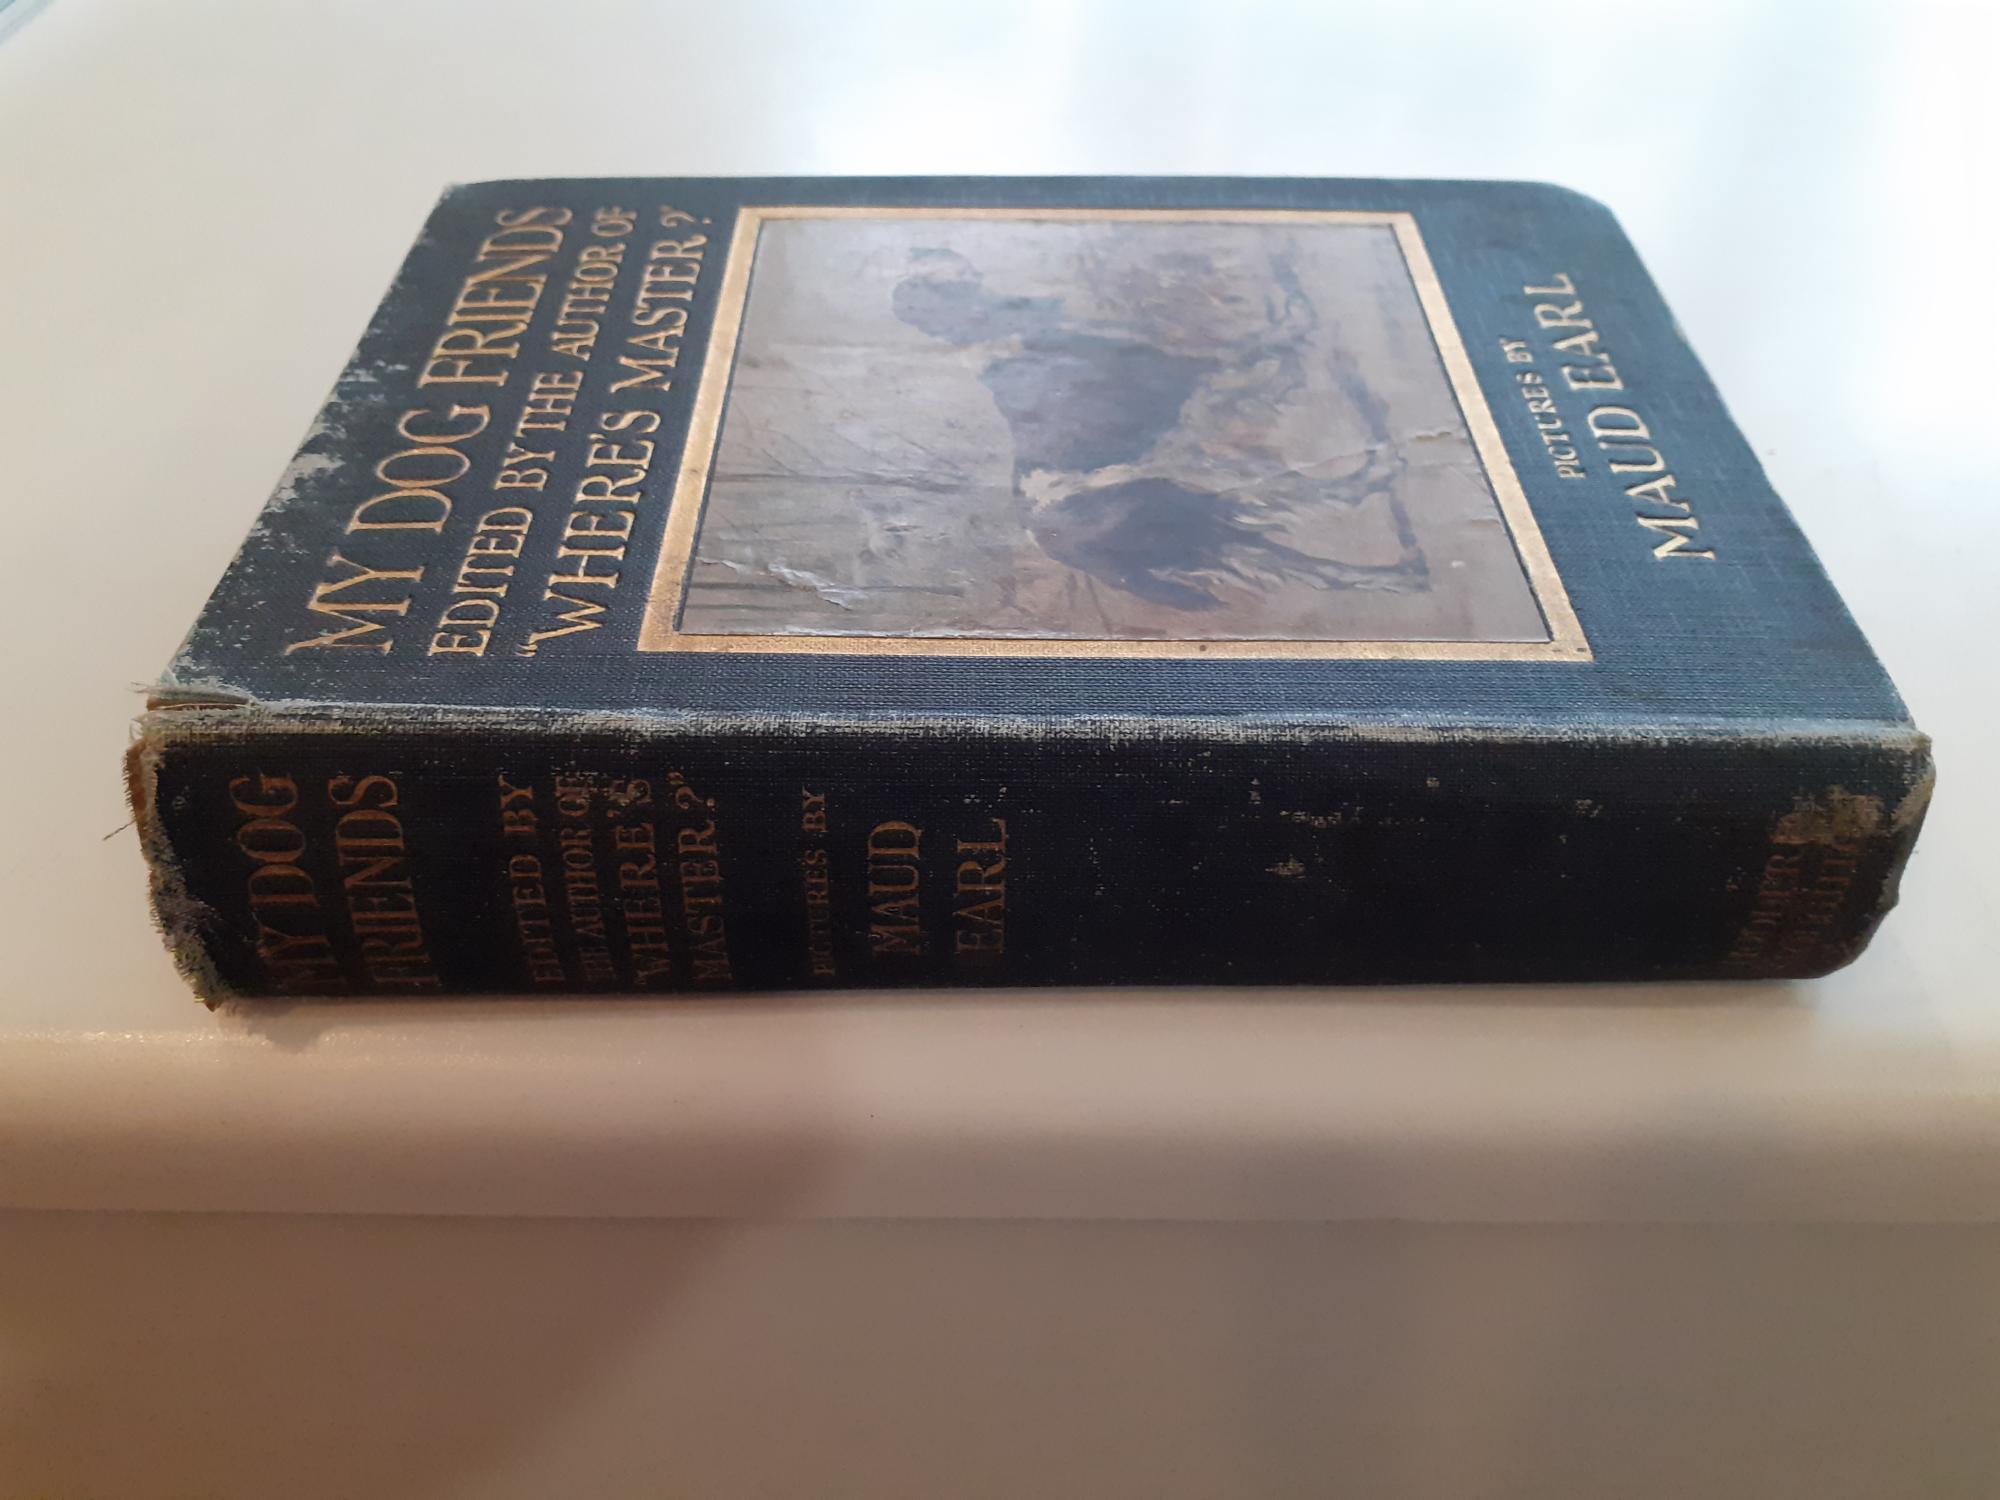 MY DOG FRIENDS
EDITED BY THE AUTHOR OF
"WHERE'S MASTER?"
PICTURES BY
MAUD EARL
MY DOG
FRIENDS
EDITED BY
THE AUTHOR OF
"WHERE'S
MASTER?"
PICTURES BY
MAUD
EARL